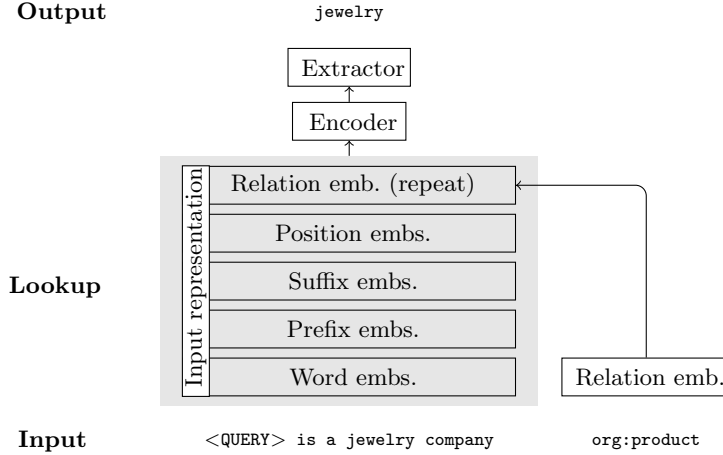 Output jewelry
Extractor
Encoder
Input representation
Relation emb. (repeat)
Position embs.
Lookup
Suffix embs.
Prefix embs.
Word embs.
Relation emb.
Input <QUERY> is a jewelry company org:product